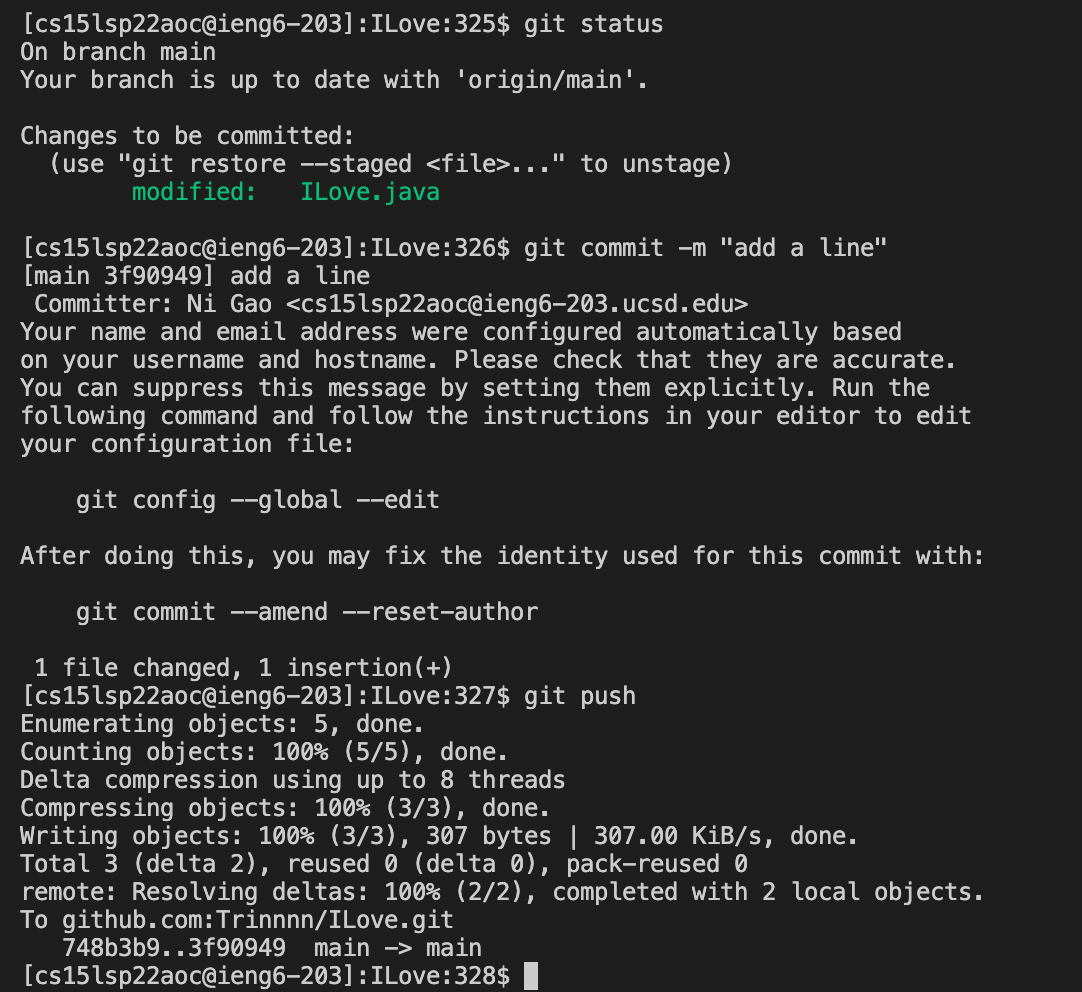 [cs15lsp22aoc@ieng6-203]:ILove:325$ git status
On branch main
Your branch is up to date with 'origin/main'.

Changes to be committed:
  (use "git restore --staged <file>..." to unstage)
        modified:   ILove.java

[cs15lsp22aoc@ieng6-203]:ILove:326$ git commit -m "add a line"
[main 3f90949] add a line
 Committer: Ni Gao <cs15lsp22aoc@ieng6-203.ucsd.edu>
Your name and email address were configured automatically based
on your username and hostname. Please check that they are accurate.
You can suppress this message by setting them explicitly. Run the
following command and follow the instructions in your editor to edit
your configuration file:

    git config --global --edit

After doing this, you may fix the identity used for this commit with:

    git commit --amend --reset-author

 1 file changed, 1 insertion(+)
[cs15lsp22aoc@ieng6-203]:ILove:327$ git push
Enumerating objects: 5, done.
Counting objects: 100% (5/5), done.
Delta compression using up to 8 threads
Compressing objects: 100% (3/3), done.
Writing objects: 100% (3/3), 307 bytes | 307.00 KiB/s, done.
Total 3 (delta 2), reused 0 (delta 0), pack-reused 0
remote: Resolving deltas: 100% (2/2), completed with 2 local objects.
To github.com:Trinnnn/ILove.git
   748b3b9..3f90949  main -> main
[cs15lsp22aoc@ieng6-203]:ILove:328$